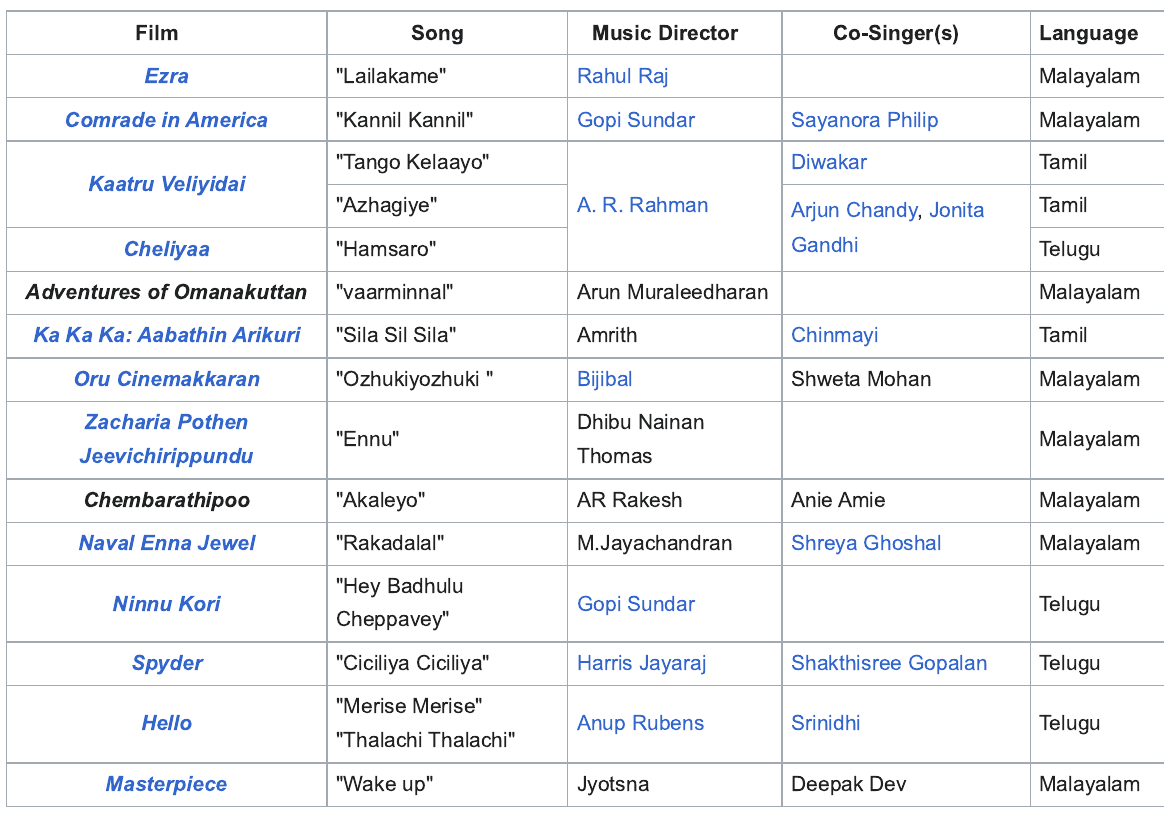 Film Song Music Director Co-Singer(s) Language
Ezra "Lailakame" Rahul Raj Malayalam
Comrade in America "Kannil Kannil" Gopi Sundar Sayanora Philip Malayalam
Kaatru Veliyidai "Tango Kelaayo" A. R. Rahman Diwakar Tamil
"Azhagiye" Arjun Chandy, Jonita Tamil
Gandhi
Cheliyaa "Hamsaro" Telugu
Adventures of Omanakuttan "vaarminnal" Arun Muraleedharan Malayalam
Ka Ka Ka: Aabathin Arikuri "Sila Sil Sila" Amrith Chinmayi Tamil
Oru Cinemakkaran "Ozhukiyozhuki " Bijibal Shweta Mohan Malayalam
Zacharia Pothen
Jeevichirippundu "Ennu" Dhibu Nainan
Thomas Malayalam
Chembarathipoo "Akaleyo" AR Rakesh Anie Amie Malayalam
Naval Enna Jewel "Rakadalal" M.Jayachandran Shreya Ghoshal Malayalam
Ninnu Kori "Hey Badhulu
Cheppavey" Gopi Sundar Telugu
Spyder "Ciciliya Ciciliya" Harris Jayaraj Shakthisree Gopalan Telugu
Hello "Merise Merise"
"Thalachi Thalachi" Anup Rubens Srinidhi Telugu
Masterpiece "Wake up" Jyotsna Deepak Dev Malayalam